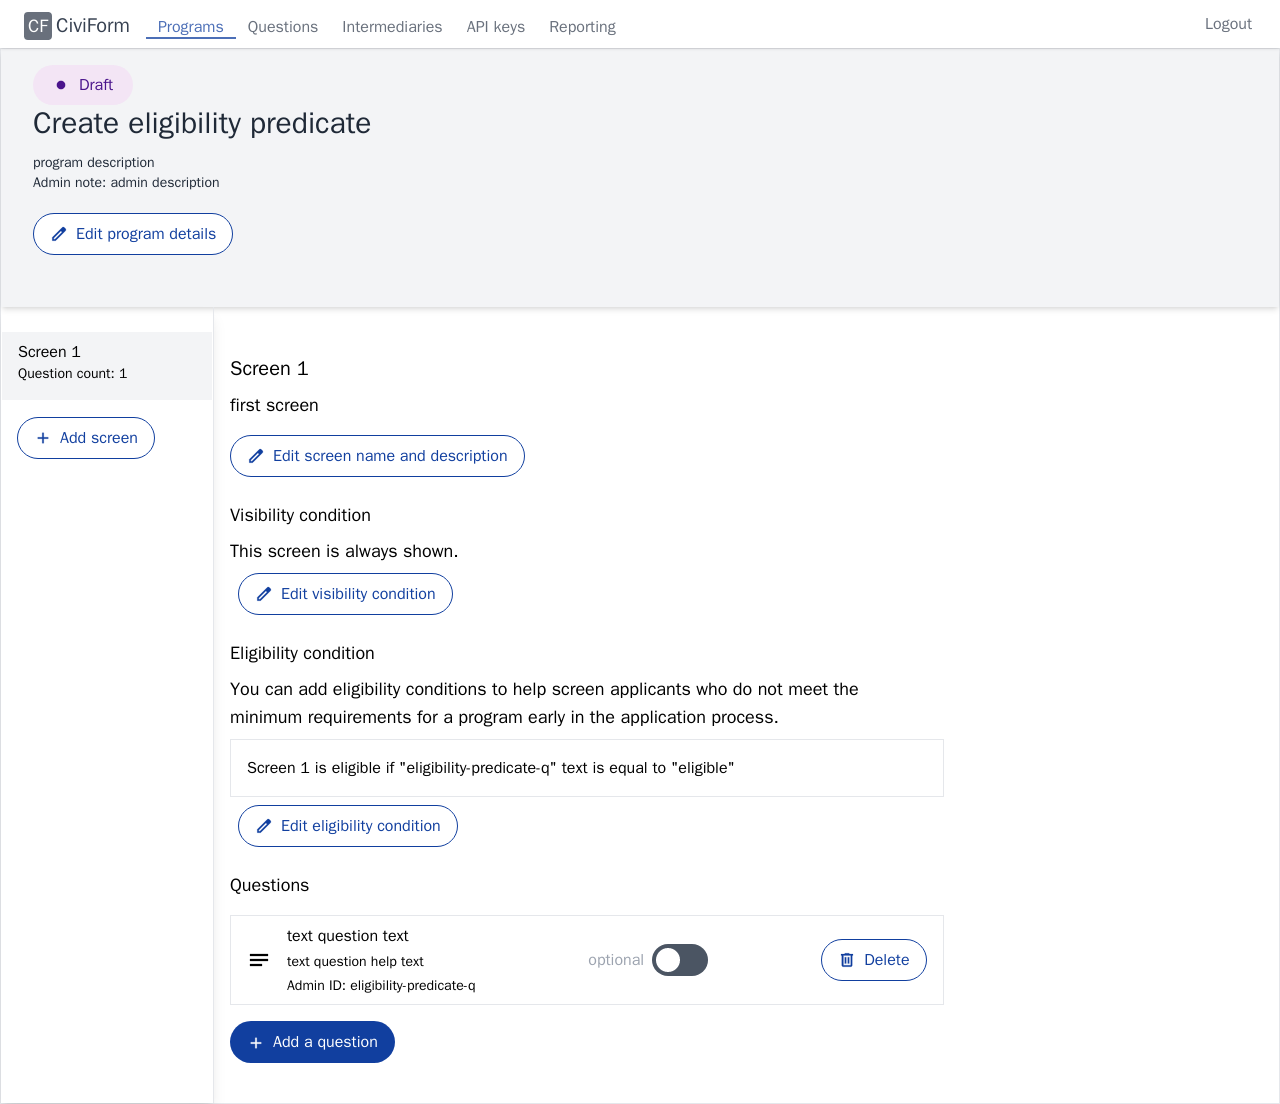 CF CiviForm Programs Questions Intermediaries API keys Reporting Logout
Draft
Create eligibility predicate
program description
Admin note: admin description
Edit program details
Screen 1
Question count: 1
Add screen
Screen 1
first screen
Edit screen name and description
Visibility condition
This screen is always shown.
Edit visibility condition
Eligibility condition
You can add eligibility conditions to help screen applicants who do not meet the
minimum requirements for a program early in the application process.
Screen 1 is eligible if "eligibility-predicate-q" text is equal to "eligible"
Edit eligibility condition
Questions
text question text
text question help text
Admin ID: eligibility-predicate-q
optional
Delete
Add a question